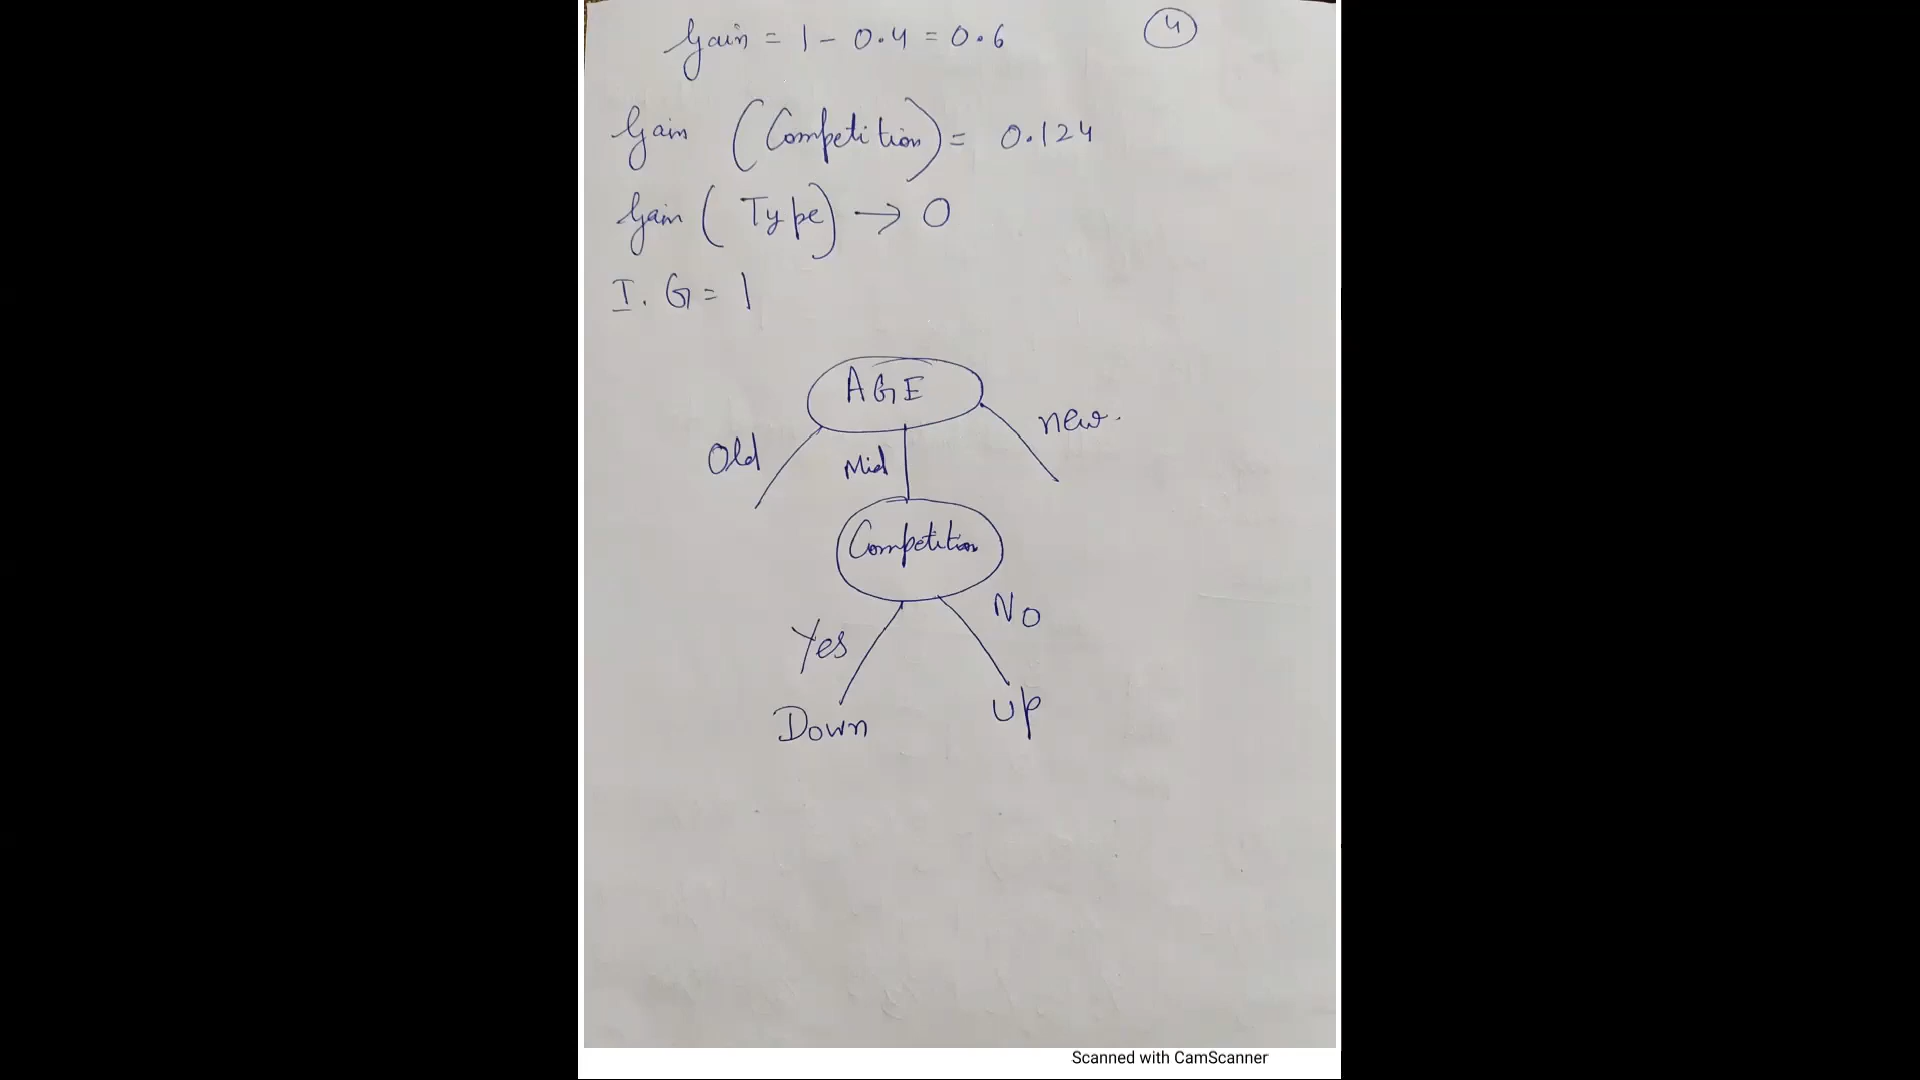 Gain = 1 - 0.4 = 0.6
4
Gain (Competition) = 0.124
Gain (Type) → 0
I. G = 1
AGE
Old
Mid
new.
Competition
Yes
NO
Down
up
Scanned with CamScanner